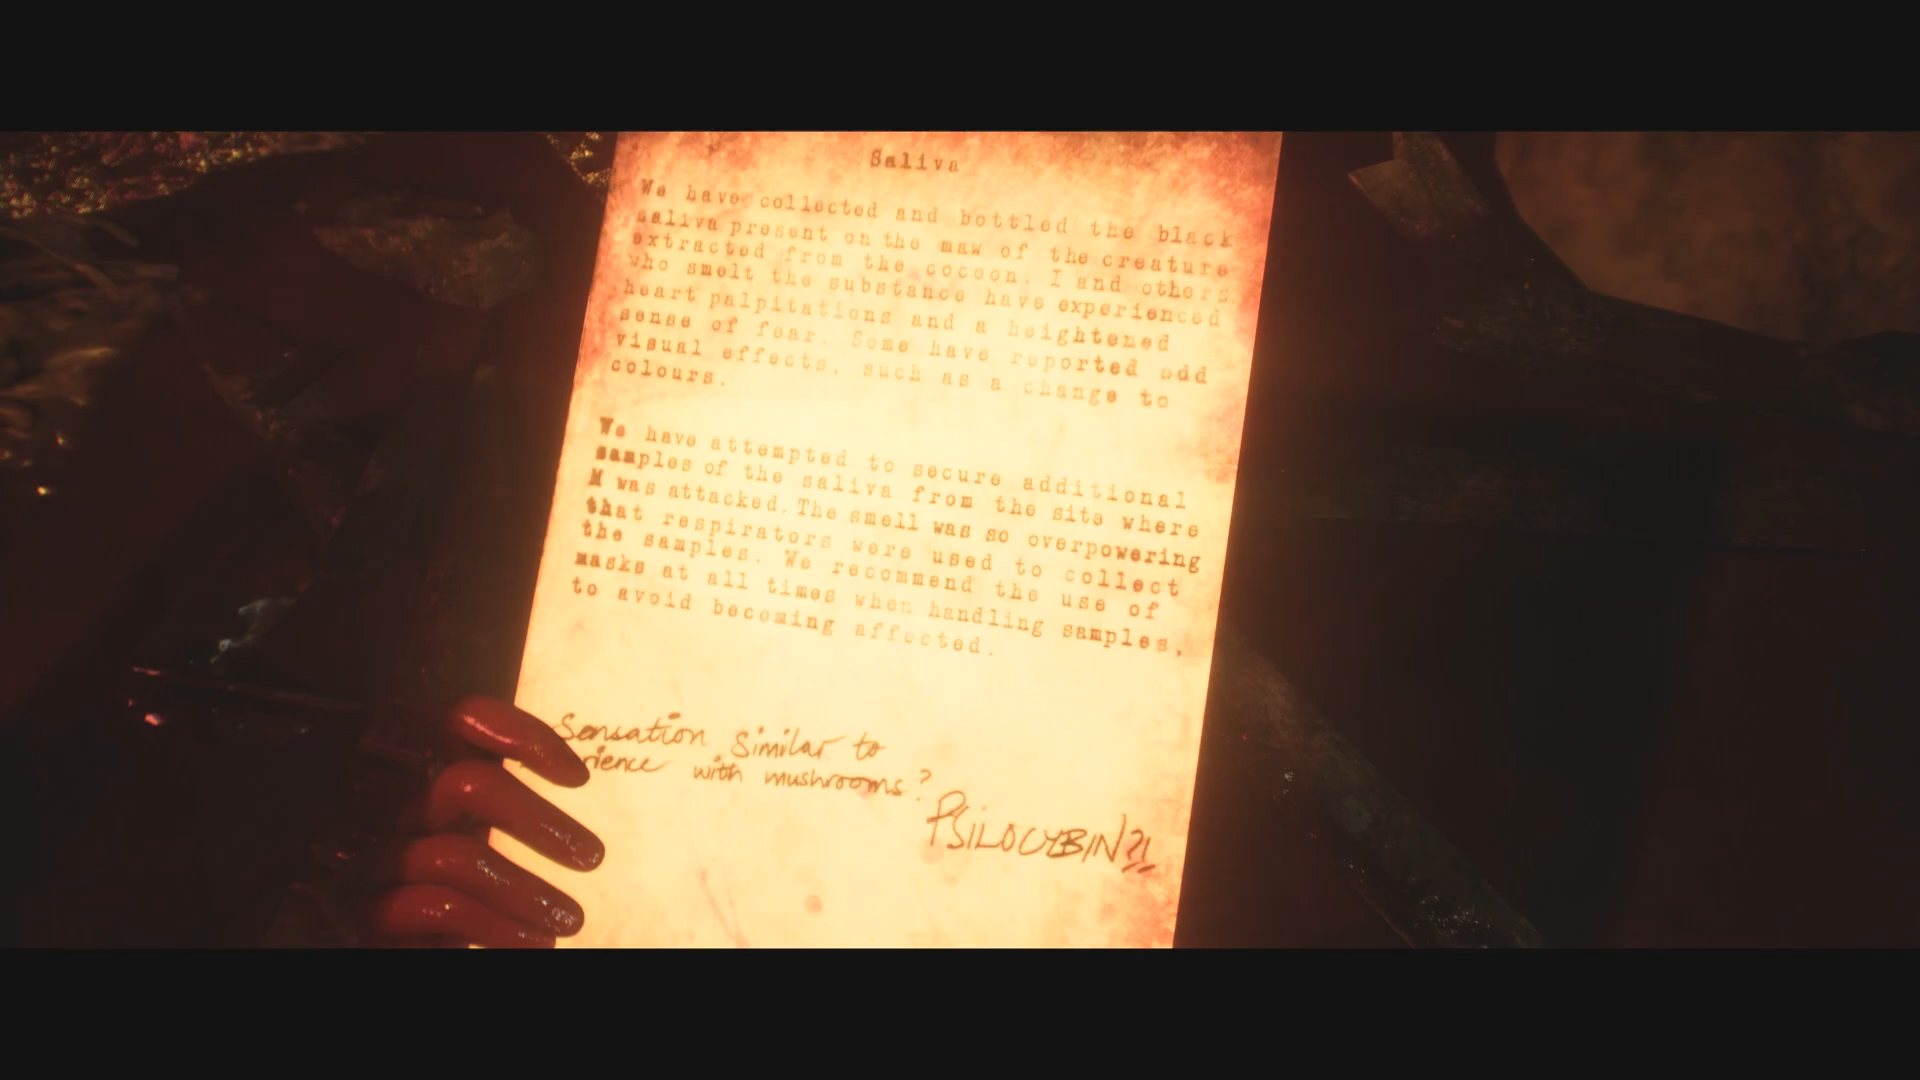 Saliva
We have collected and bottled the black
saliva present on the maw of the creature
extracted from the cocoon. I and others
who smelt the substance have experienced
heart palpitations and a heightened
sense of fear. Some have reported odd
visual effects, such as a change to
colours.
We have attempted to secure additional
samples of the saliva from the site where
M was attacked. The smell was so overpowering
that respirators were used to collect
the samples. We recommend the use of
masks at all times when handling samples,
to avoid becoming affected.
Sensation similar to
rience with mushrooms?
PSILOCYBIN?!